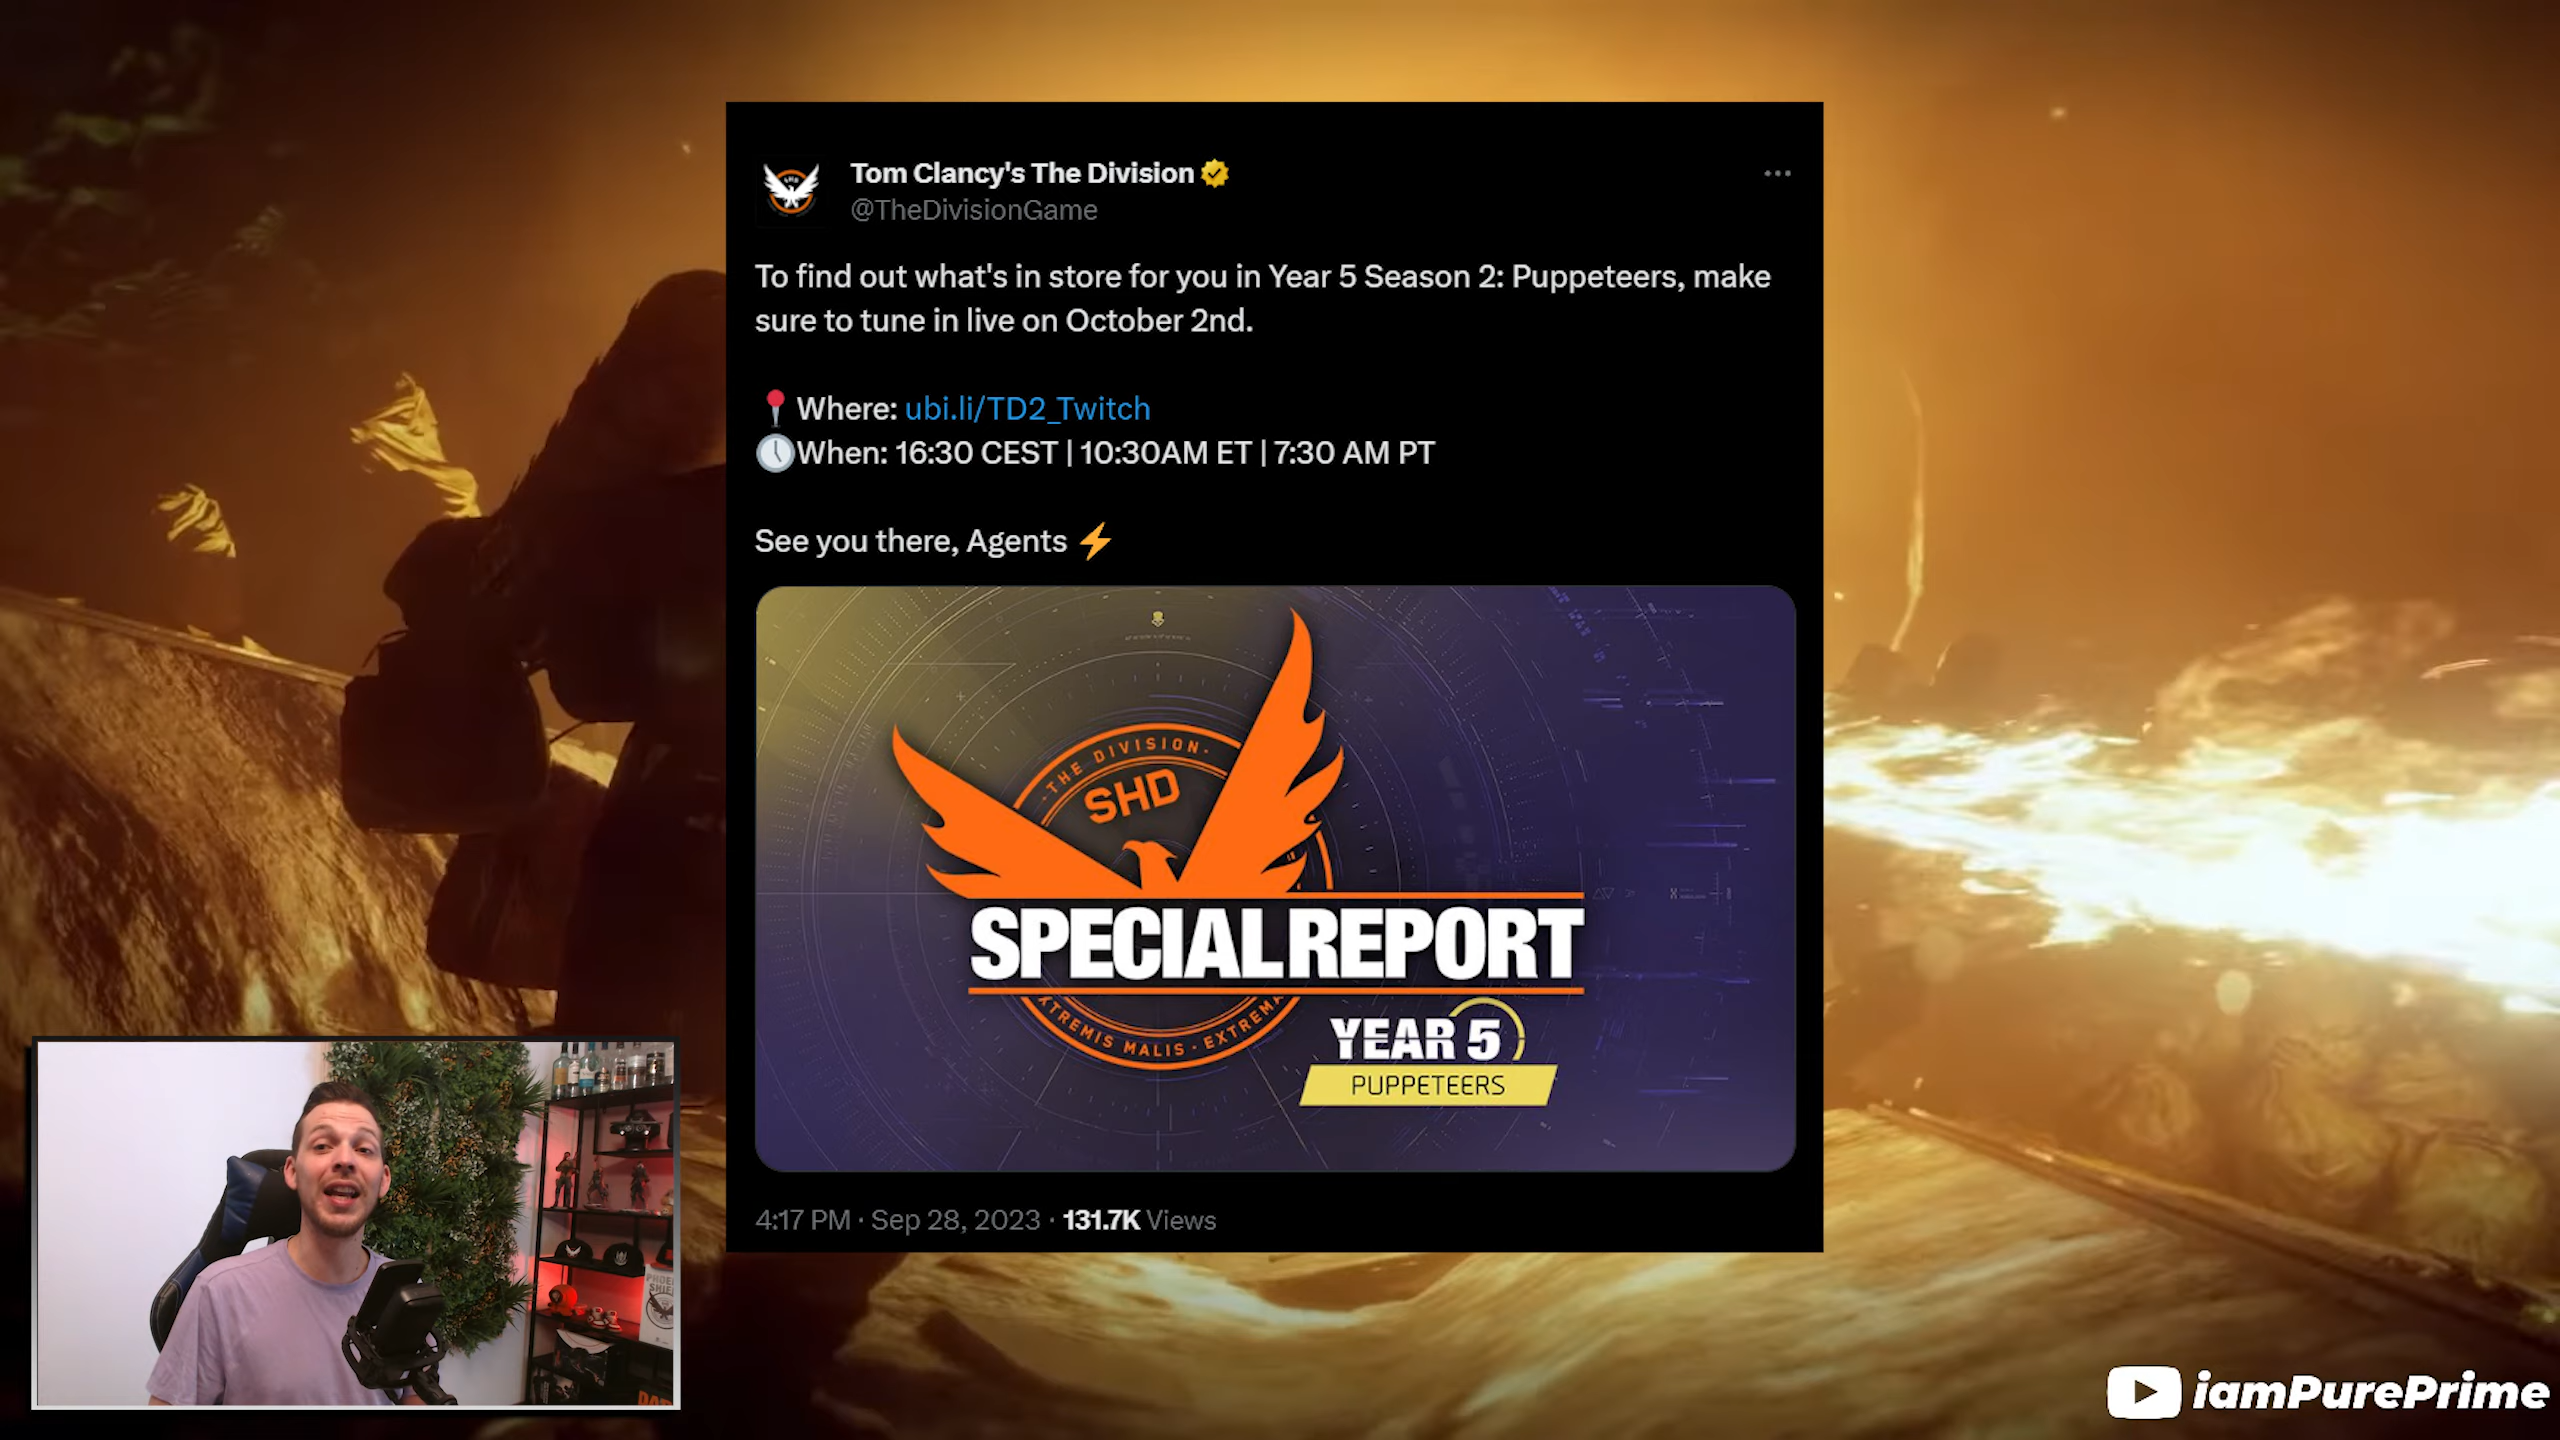 Tom Clancy's The Division
@TheDivisionGame
To find out what's in store for you in Year 5 Season 2: Puppeteers, make
sure to tune in live on October 2nd.
Where: ubi.li/TD2_Twitch
When: 16:30 CEST | 10:30AM ET | 7:30 AM PT
See you there, Agents
· THE DIVISION ·
SHD
SPECIAL REPORT
XTREMIS MALIS · EXTREMA
YEAR 5
PUPPETEERS
4:17 PM · Sep 28, 2023 · 131.7K Views
iamPurePrime